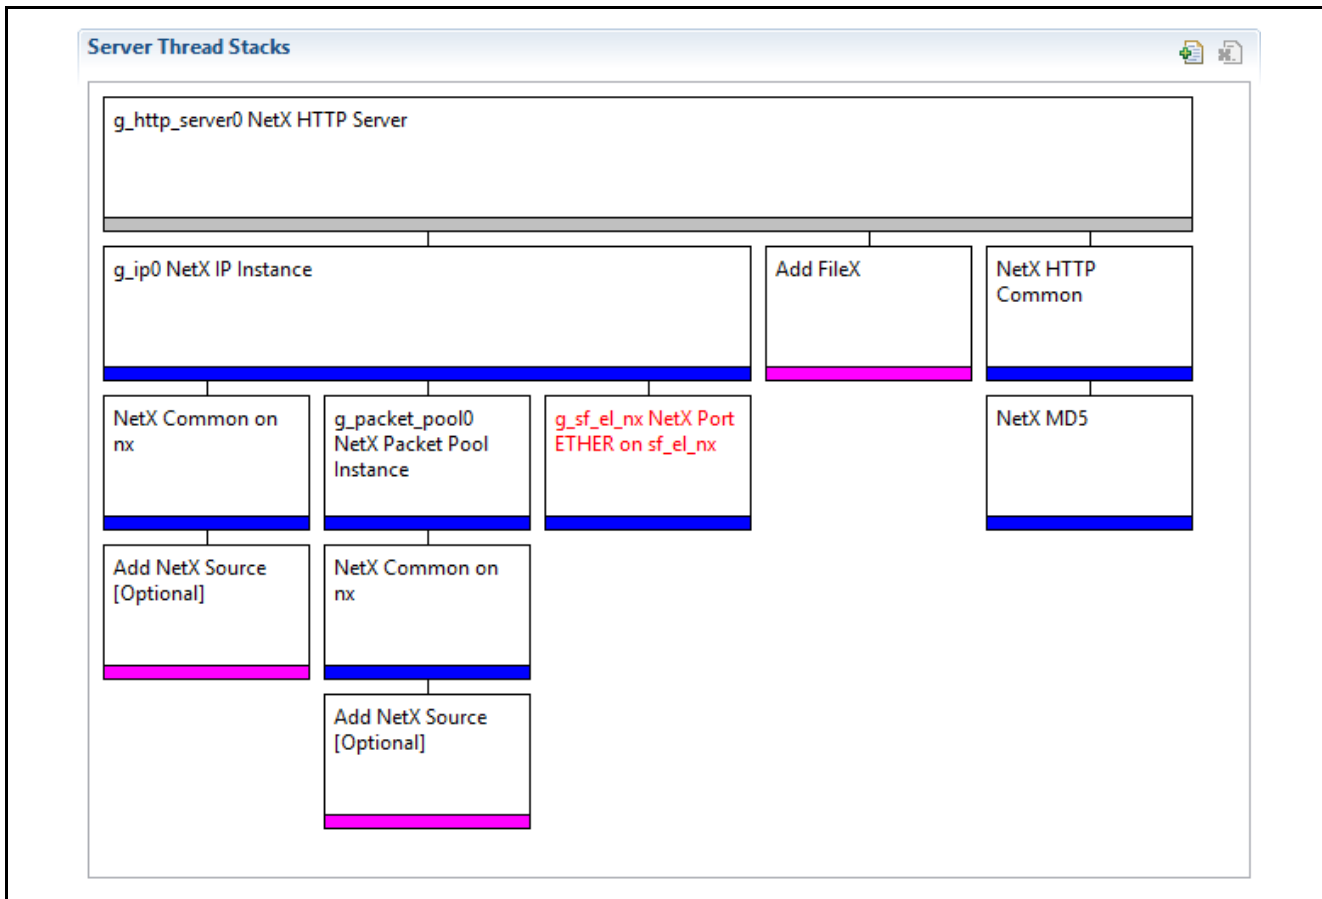 Server Thread Stacks
g_http_server0 NetX HTTP Server
g_ip0 NetX IP Instance
Add FileX
NetX HTTP
Common
NetX Common on
nx
g_packet_pool0
NetX Packet Pool
Instance
g_sf_el_nx NetX Port
ETHER on sf_el_nx
NetX MD5
Add NetX Source
[Optional]
NetX Common on
nx
Add NetX Source
[Optional]